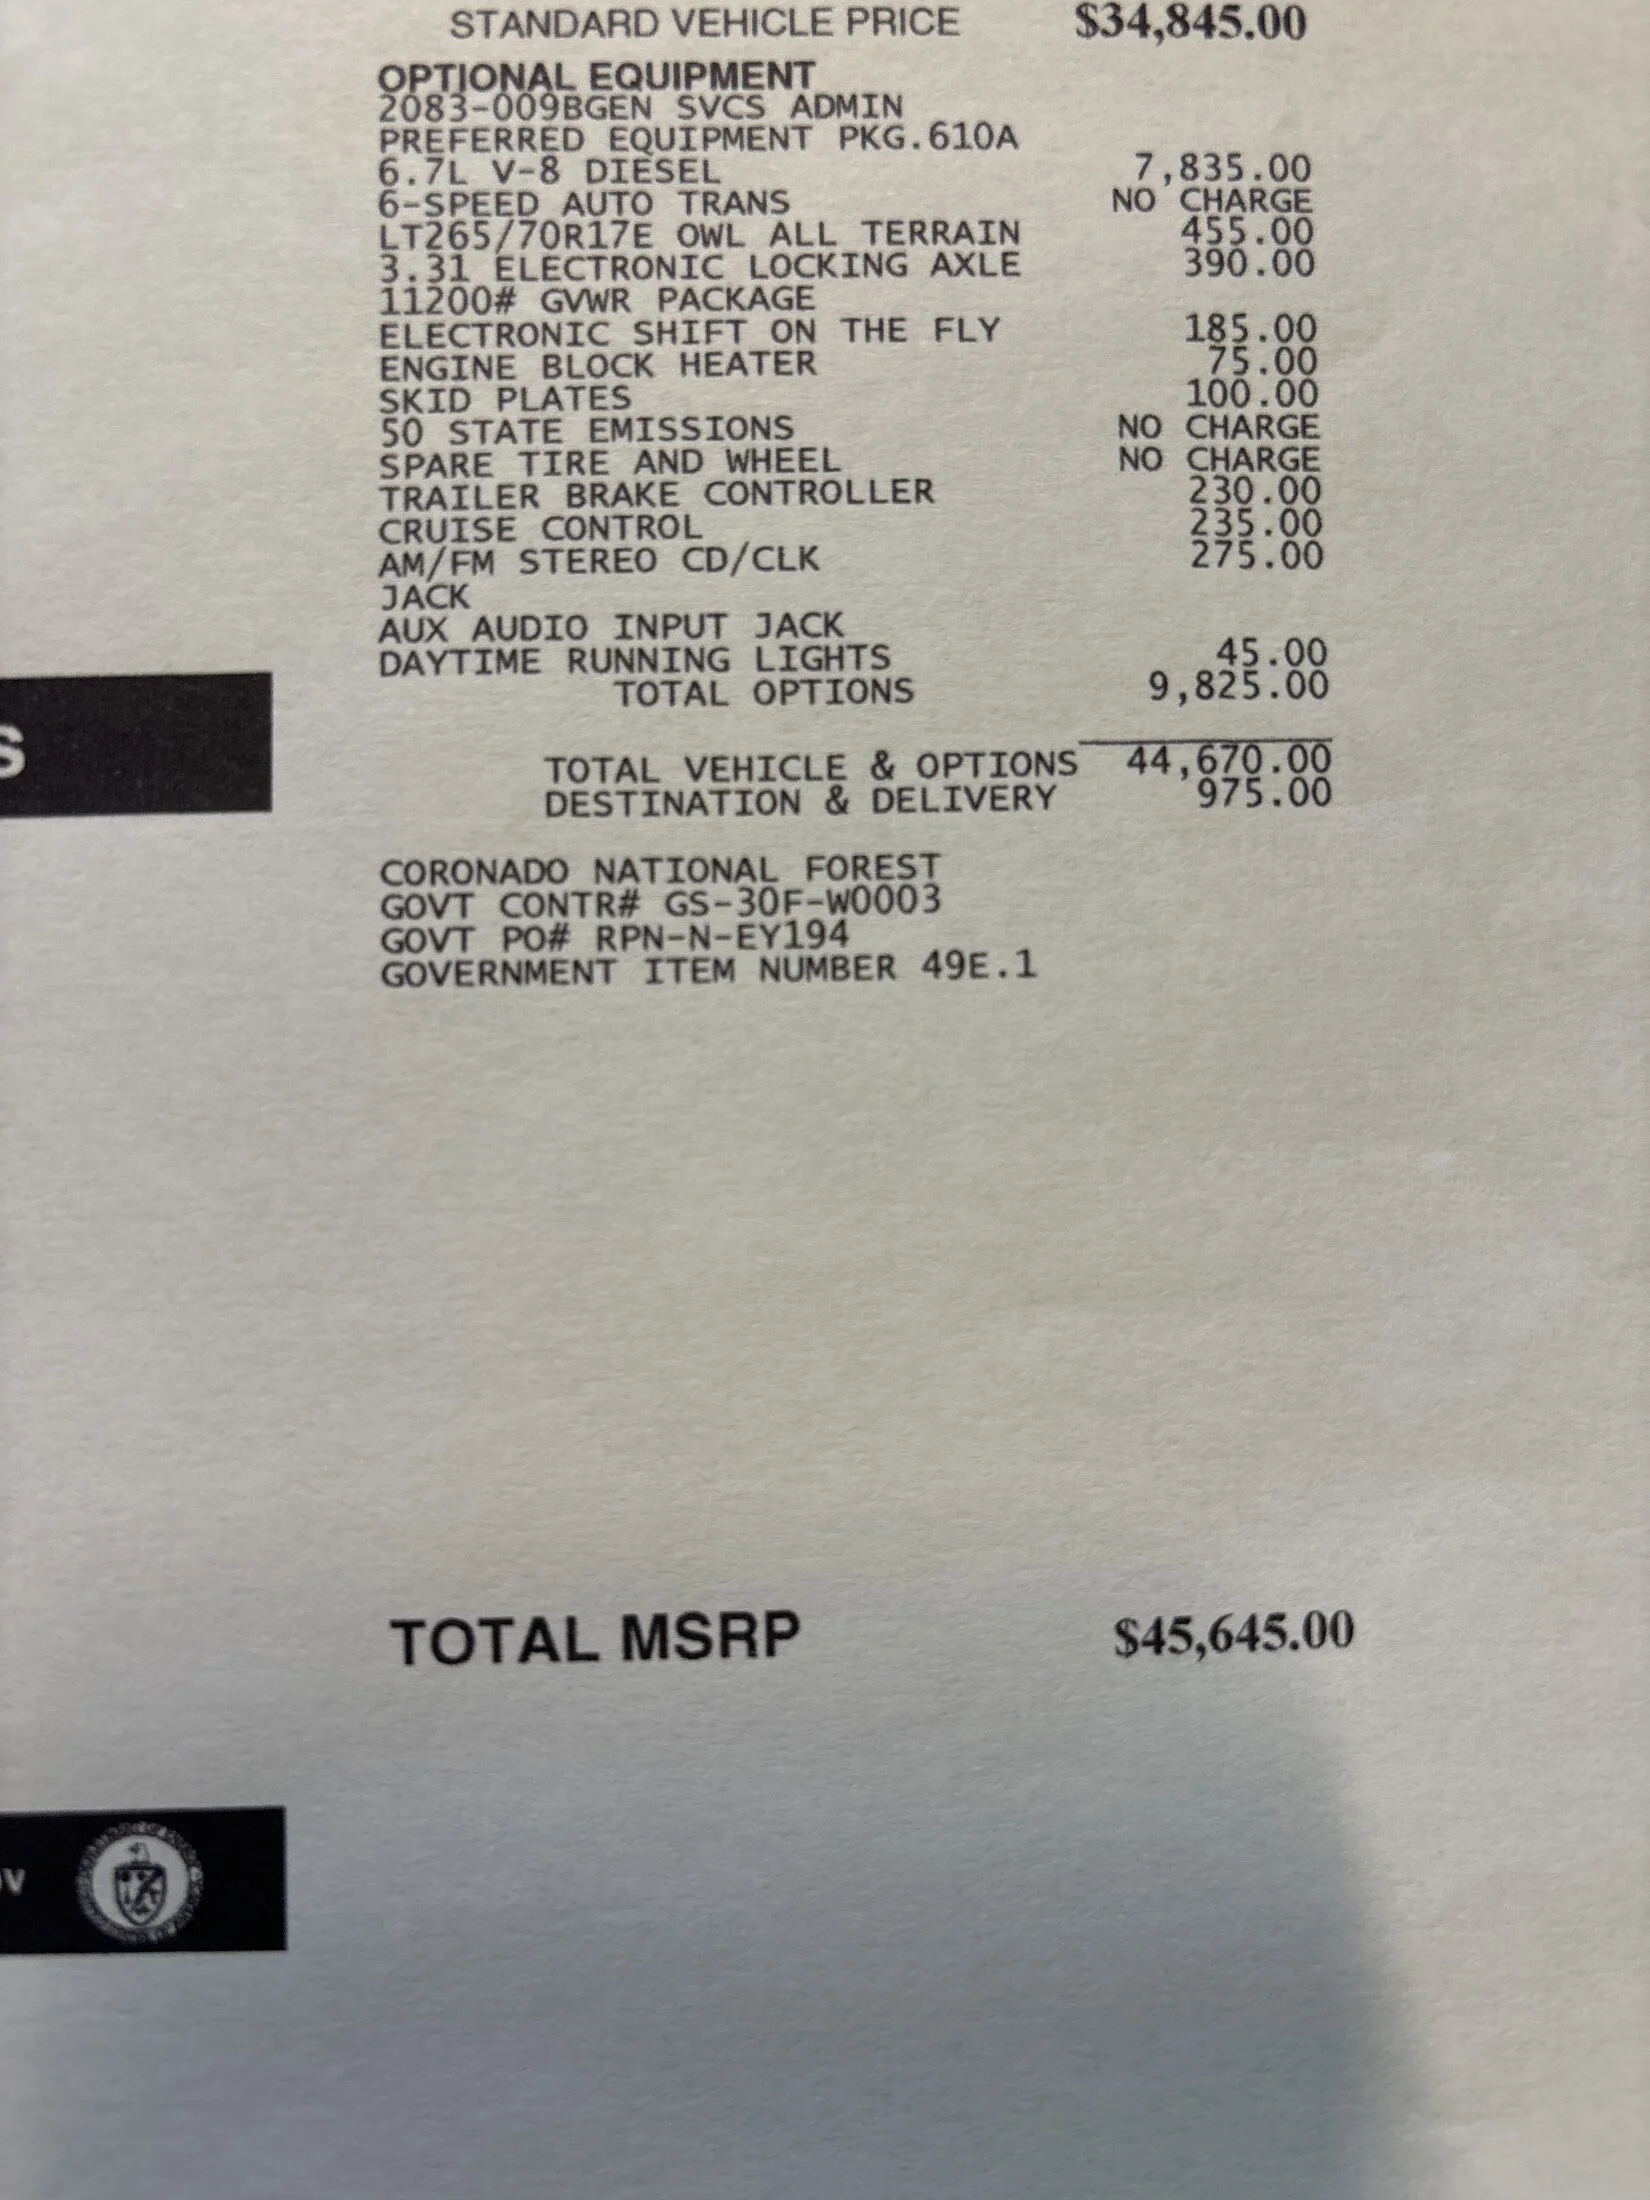 STANDARD VEHICLE PRICE $34,845.00
OPTIONAL EQUIPMENT
2083-009BGEN SVCS ADMIN
PREFERRED EQUIPMENT PKG.610A
6.7L V-8 DIESEL 7,835.00
6-SPEED AUTO TRANS NO CHARGE
LT265/70R17E OWL ALL TERRAIN 455.00
3.31 ELECTRONIC LOCKING AXLE 390.00
11200# GVWR PACKAGE
ELECTRONIC SHIFT ON THE FLY 185.00
ENGINE BLOCK HEATER 75.00
SKID PLATES 100.00
50 STATE EMISSIONS NO CHARGE
SPARE TIRE AND WHEEL NO CHARGE
TRAILER BRAKE CONTROLLER 230.00
CRUISE CONTROL 235.00
AM/FM STEREO CD/CLK 275.00
JACK
AUX AUDIO INPUT JACK
DAYTIME RUNNING LIGHTS 45.00
TOTAL OPTIONS 9,825.00
S
TOTAL VEHICLE & OPTIONS 44,670.00
DESTINATION & DELIVERY 975.00
CORONADO NATIONAL FOREST
GOVT CONTR# GS-30F-W0003
GOVT PO# RPN-N-EY194
GOVERNMENT ITEM NUMBER 49E.1
TOTAL MSRP $45,645.00